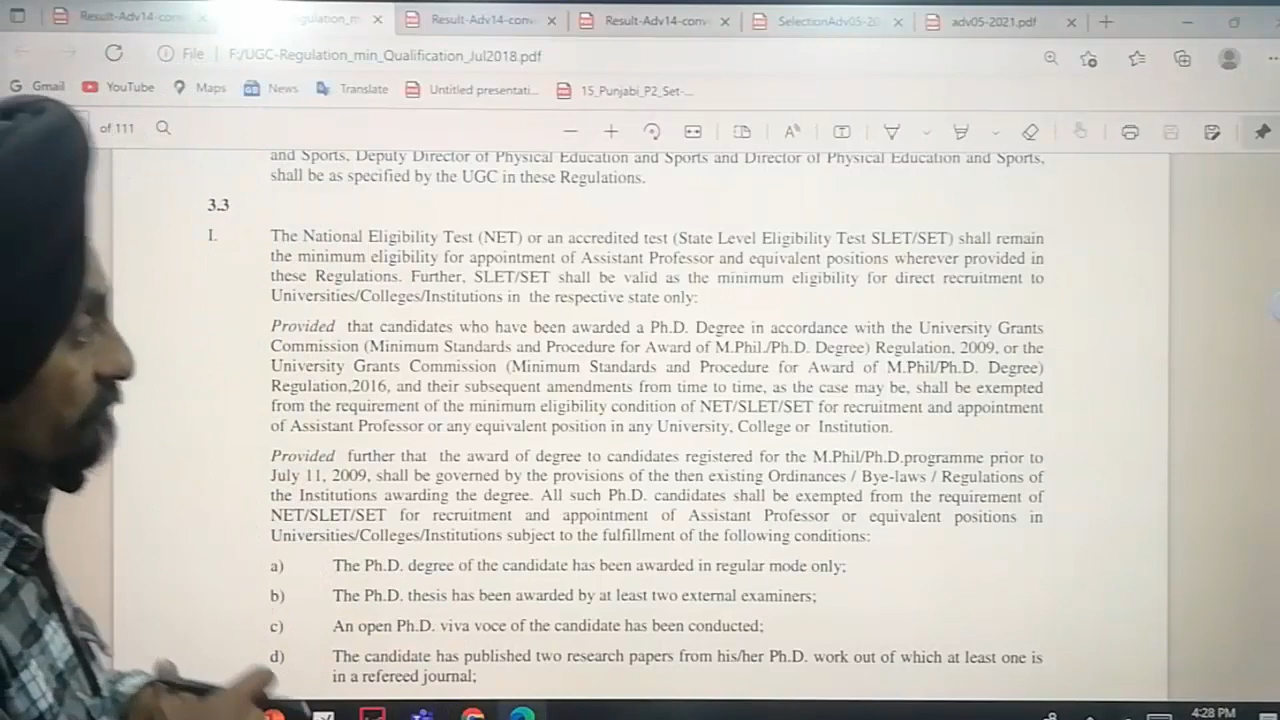 Result-Adv14-conv
gulation_m
Result-Adv14-conv
Result-Adv14-conv
SelectionAdv05-20
adv05-2021.pdf
File
F:/UGC-Regulation_min_Qualification_Jul2018.pdf
Gmail
YouTube
Maps
News
Translate
Untitled presentati...
15_Punjabi_P2_Set-...
of 111
and Sports, Deputy Director of Physical Education and Sports and Director of Physical Education and Sports,
shall be as specified by the UGC in these Regulations.
3.3
I. The National Eligibility Test (NET) or an accredited test (State Level Eligibility Test SLET/SET) shall remain
the minimum eligibility for appointment of Assistant Professor and equivalent positions wherever provided in
these Regulations. Further, SLET/SET shall be valid as the minimum eligibility for direct recruitment to
Universities/Colleges/Institutions in the respective state only:
Provided that candidates who have been awarded a Ph.D. Degree in accordance with the University Grants
Commission (Minimum Standards and Procedure for Award of M.Phil./Ph.D. Degree) Regulation, 2009, or the
University Grants Commission (Minimum Standards and Procedure for Award of M.Phil/Ph.D. Degree)
Regulation,2016, and their subsequent amendments from time to time, as the case may be, shall be exempted
from the requirement of the minimum eligibility condition of NET/SLET/SET for recruitment and appointment
of Assistant Professor or any equivalent position in any University, College or Institution.
Provided further that the award of degree to candidates registered for the M.Phil/Ph.D.programme prior to
July 11, 2009, shall be governed by the provisions of the then existing Ordinances / Bye-laws / Regulations of
the Institutions awarding the degree. All such Ph.D. candidates shall be exempted from the requirement of
NET/SLET/SET for recruitment and appointment of Assistant Professor or equivalent positions in
Universities/Colleges/Institutions subject to the fulfillment of the following conditions:
a) The Ph.D. degree of the candidate has been awarded in regular mode only;
b) The Ph.D. thesis has been awarded by at least two external examiners;
c) An open Ph.D. viva voce of the candidate has been conducted;
d) The candidate has published two research papers from his/her Ph.D. work out of which at least one is
in a refereed journal;
4:28 PM